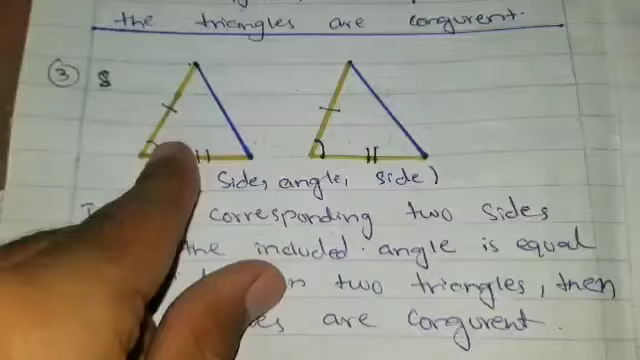 the triangles are congurent.
③ S
side, angle, side)
corresponding two sides
the included angle is equal
two triangles, then
are congurent.